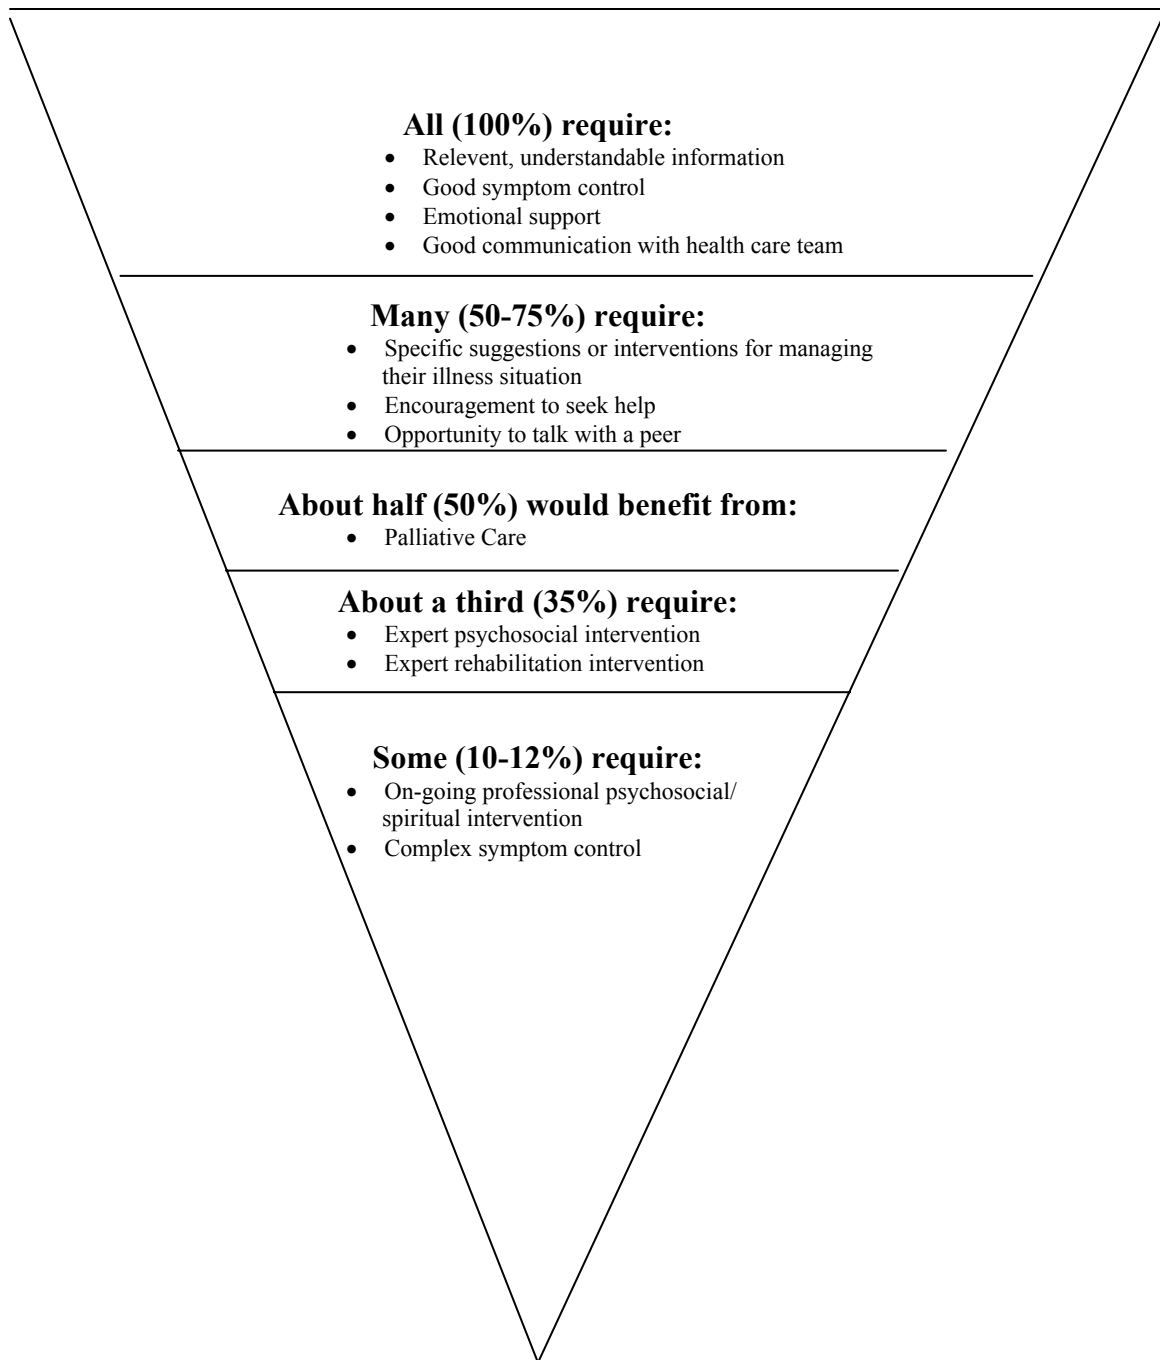 All (100%) require:
• Relevent, understandable information
• Good symptom control
• Emotional support
• Good communication with health care team
Many (50-75%) require:
• Specific suggestions or interventions for managing
their illness situation
• Encouragement to seek help
• Opportunity to talk with a peer
About half (50%) would benefit from:
• Palliative Care
About a third (35%) require:
• Expert psychosocial intervention
• Expert rehabilitation intervention
Some (10-12%) require:
• On-going professional psychosocial/
spiritual intervention
• Complex symptom control